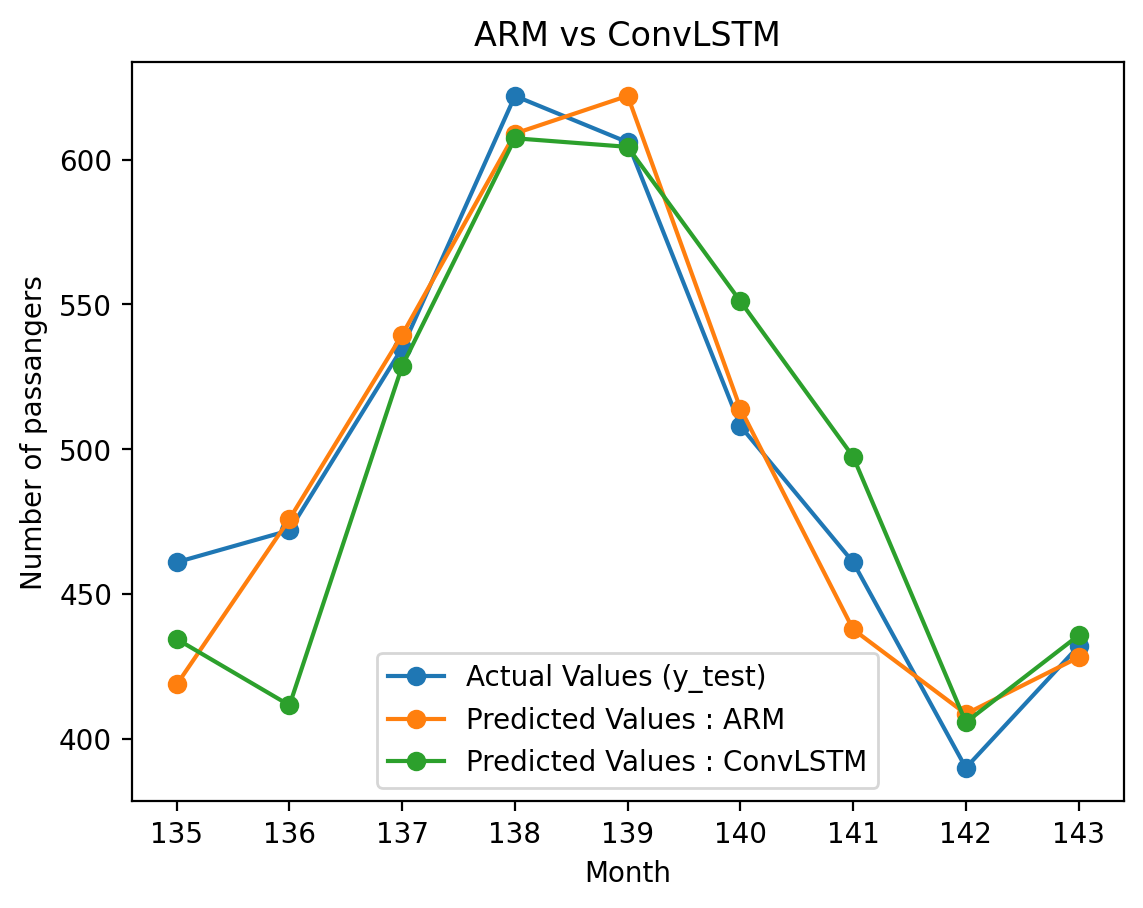 ARM vs ConvLSTM
Number of passangers
600
550
500
450
400
Actual Values (y_test)
Predicted Values : ARM
Predicted Values : ConvLSTM
135 136 137 138 139 140 141 142 143
Month